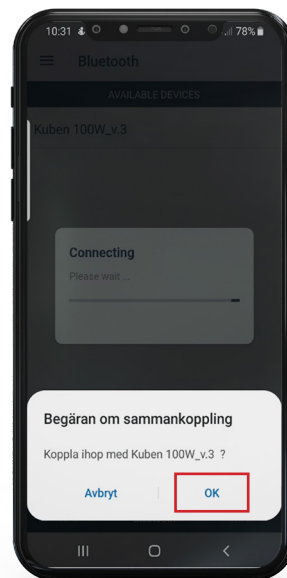 10:31 78%
Bluetooth
AVAILABLE DEVICES
Kuben 100W_v.3
Connecting
Please wait ...
Begäran om sammankoppling
Koppla ihop med Kuben 100W_v.3 ?
Avbryt OK